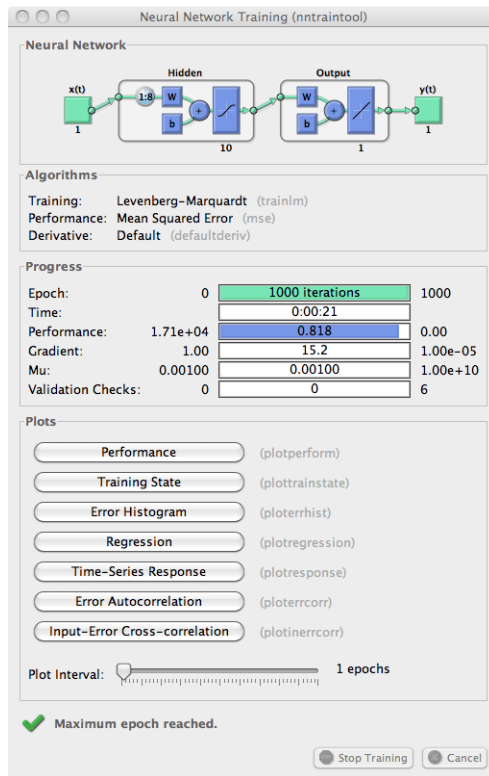 Neural Network Training (nntraintool)
Neural Network
Hidden Output
x(t) y(t)
1:8 W W
+ +
b b
1 1
10 1
Algorithms
Training: Levenberg-Marquardt (trainlm)
Performance: Mean Squared Error (mse)
Derivative: Default (defaultderiv)
Progress
Epoch: 0 1000 iterations 1000
Time: 0:00:21
Performance: 1.71e+04 0.818 0.00
Gradient: 1.00 15.2 1.00e-05
Mu: 0.00100 0.00100 1.00e+10
Validation Checks: 0 0 6
Plots
Performance (plotperform)
Training State (plottrainstate)
Error Histogram (ploterrhist)
Regression (plotregression)
Time-Series Response (plotresponse)
Error Autocorrelation (ploterrcorr)
Input-Error Cross-correlation (plotinerrcorr)
Plot Interval: 1 epochs
Maximum epoch reached.
Stop Training Cancel